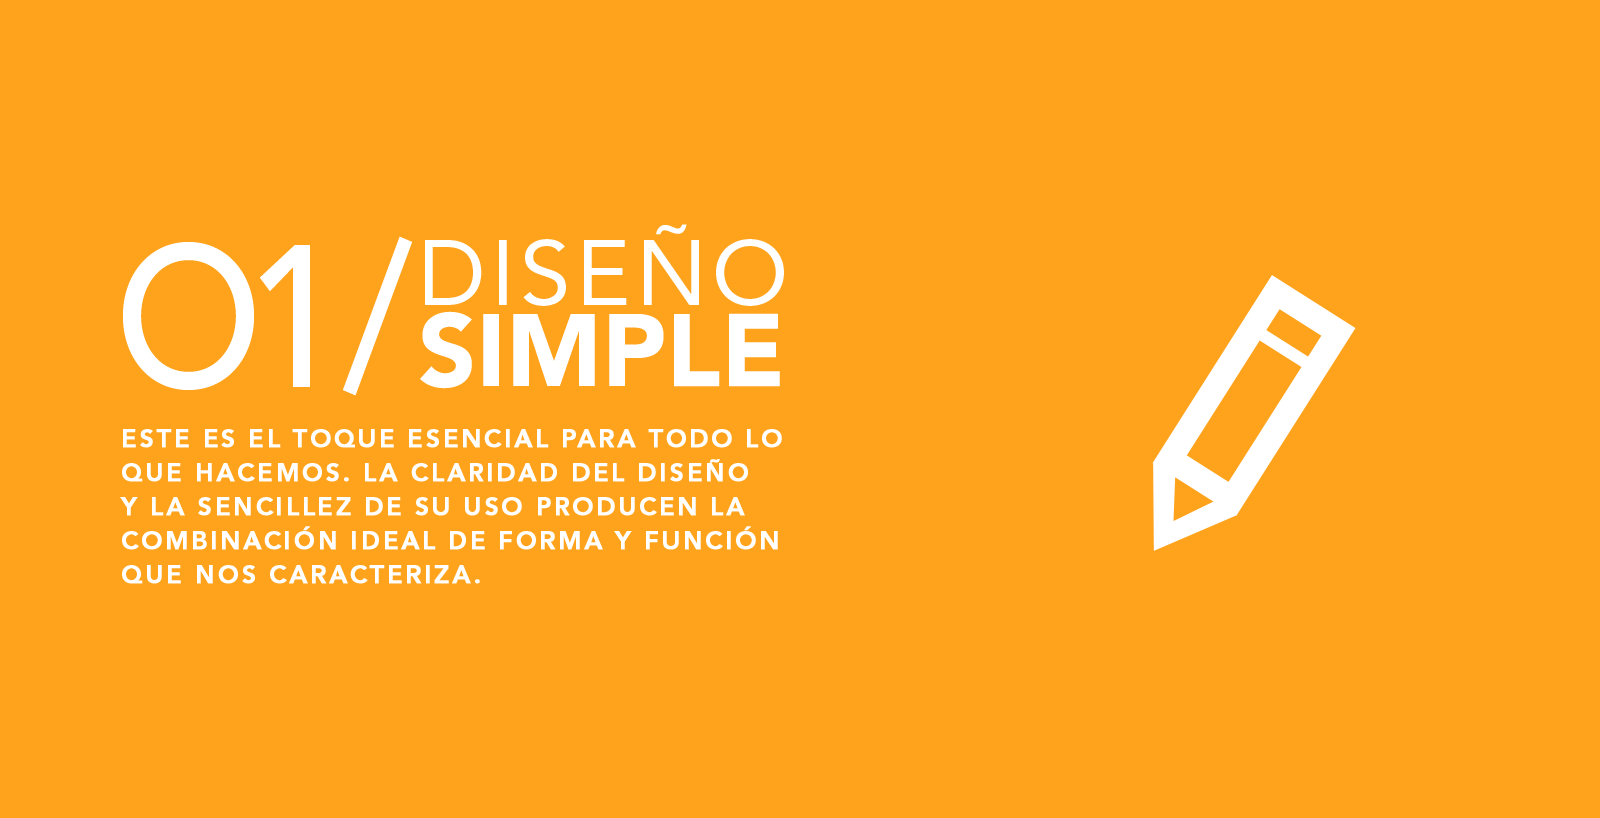 01/DISEÑO
SIMPLE
ESTE ES EL TOQUE ESENCIAL PARA TODO LO
QUE HACEMOS. LA CLARIDAD DEL DISEÑO
Y LA SENCILLEZ DE SU USO PRODUCEN LA
COMBINACIÓN IDEAL DE FORMA Y FUNCIÓN
QUE NOS CARACTERIZA.